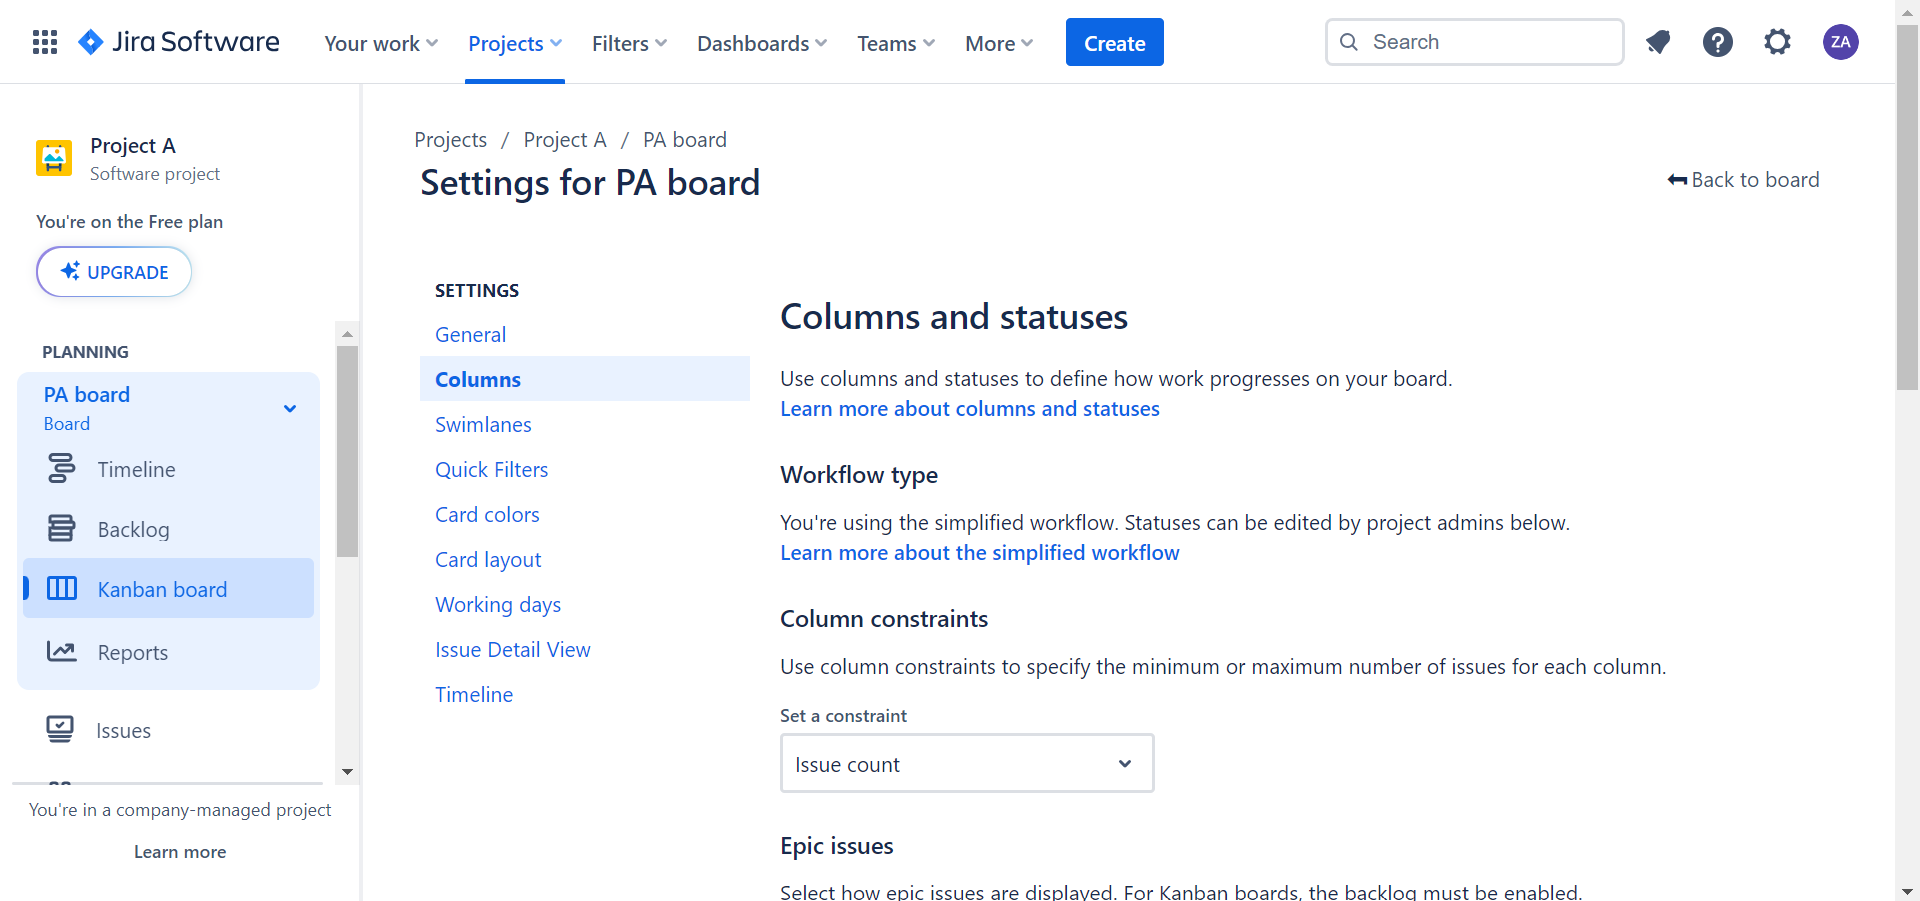 Jira Software
Your work
Projects
Filters
Dashboards
Teams
More
Create
Search
ZA
Project A
Software project
You're on the Free plan
UPGRADE
PLANNING
PA board
Board
Timeline
Backlog
Kanban board
Reports
Issues
You're in a company-managed project
Learn more
Projects / Project A / PA board
Settings for PA board
Back to board
SETTINGS
General
Columns
Swimlanes
Quick Filters
Card colors
Card layout
Working days
Issue Detail View
Timeline
Columns and statuses
Use columns and statuses to define how work progresses on your board.
Learn more about columns and statuses
Workflow type
You're using the simplified workflow. Statuses can be edited by project admins below.
Learn more about the simplified workflow
Column constraints
Use column constraints to specify the minimum or maximum number of issues for each column.
Set a constraint
Issue count
Epic issues
Select how epic issues are displayed. For Kanban boards, the backlog must be enabled.